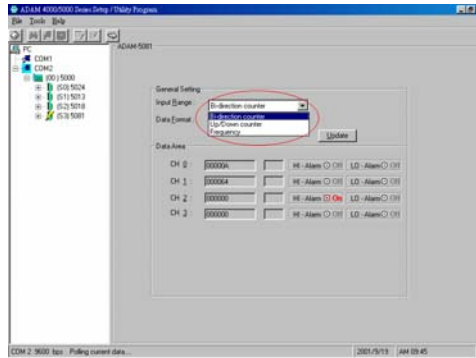 ADAM 4000/5000 Series Setup / Utility Program
File Tools Help
PC
COM1
COM2
(00) 5000
(S0) 5024
(S1) 5013
(S2) 5018
(S3) 5081
ADAM-5081
General Setting
Input Range : Bi-direction counter
Bi-direction counter
Up/Down counter
Frequency
Data Format :
Update
Data Area
CH 0 : 00000A HI - Alarm Off LO - Alarm Off
CH 1 : 000064 HI - Alarm Off LO - Alarm Off
CH 2 : 000000 HI - Alarm On LO - Alarm Off
CH 3 : 000000 HI - Alarm Off LO - Alarm Off
COM 2 9600 bps Polling current data... 2001/9/19 AM 09:45